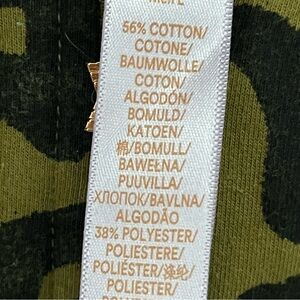 56% COTTON/
COTONE/
BAUMWOLLE/
COTON/
ALGODÓN/
BOMULD/
KATOEN/
棉/BOMULL/
BAWEŁNA/
PUUVILLA/
ХЛОПОК/BAVLNA/
ALGODÃO
38% POLYESTER/
POLIESTERE/
POLIÉSTER/涤纶/
POLIESTER/